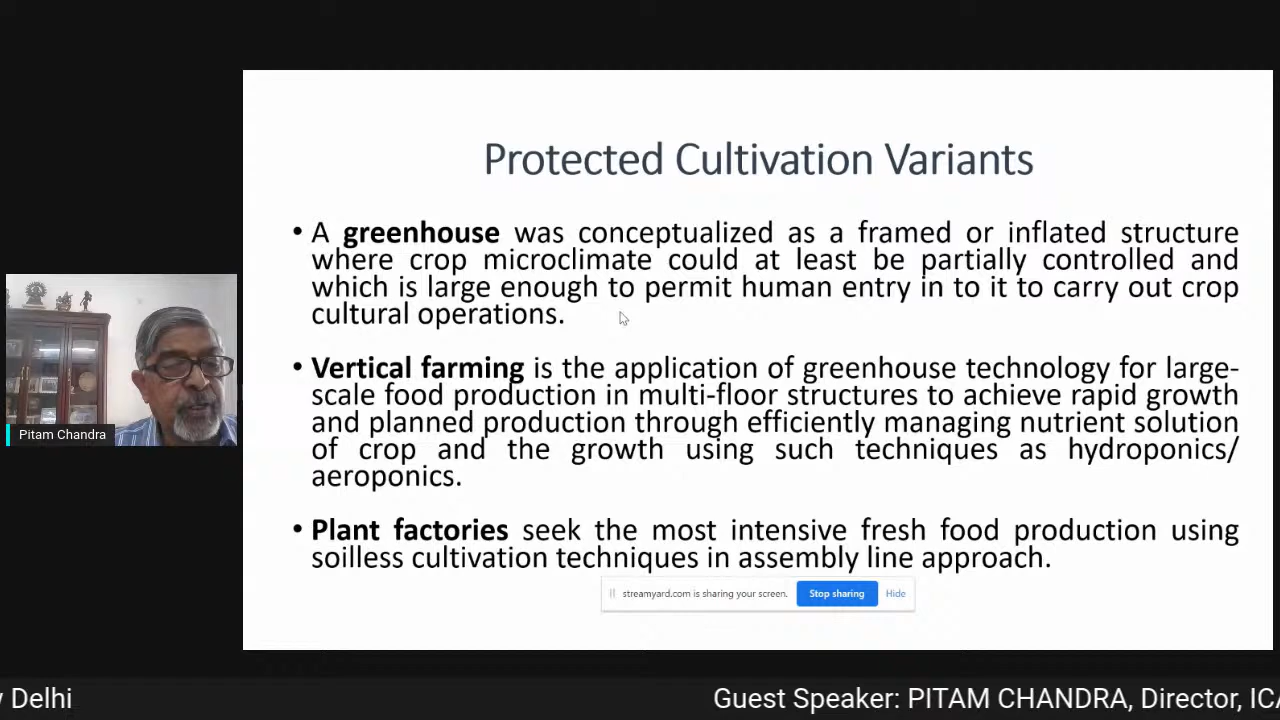 Protected Cultivation Variants
• A greenhouse was conceptualized as a framed or inflated structure
where crop microclimate could at least be partially controlled and
which is large enough to permit human entry in to it to carry out crop
cultural operations.
• Vertical farming is the application of greenhouse technology for large-
scale food production in multi-floor structures to achieve rapid growth
and planned production through efficiently managing nutrient solution
of crop and the growth using such techniques as hydroponics/
aeroponics.
• Plant factories seek the most intensive fresh food production using
soilless cultivation techniques in assembly line approach.
streamyard.com is sharing your screen. Stop sharing Hide
Pitam Chandra
Delhi Guest Speaker: PITAM CHANDRA, Director,